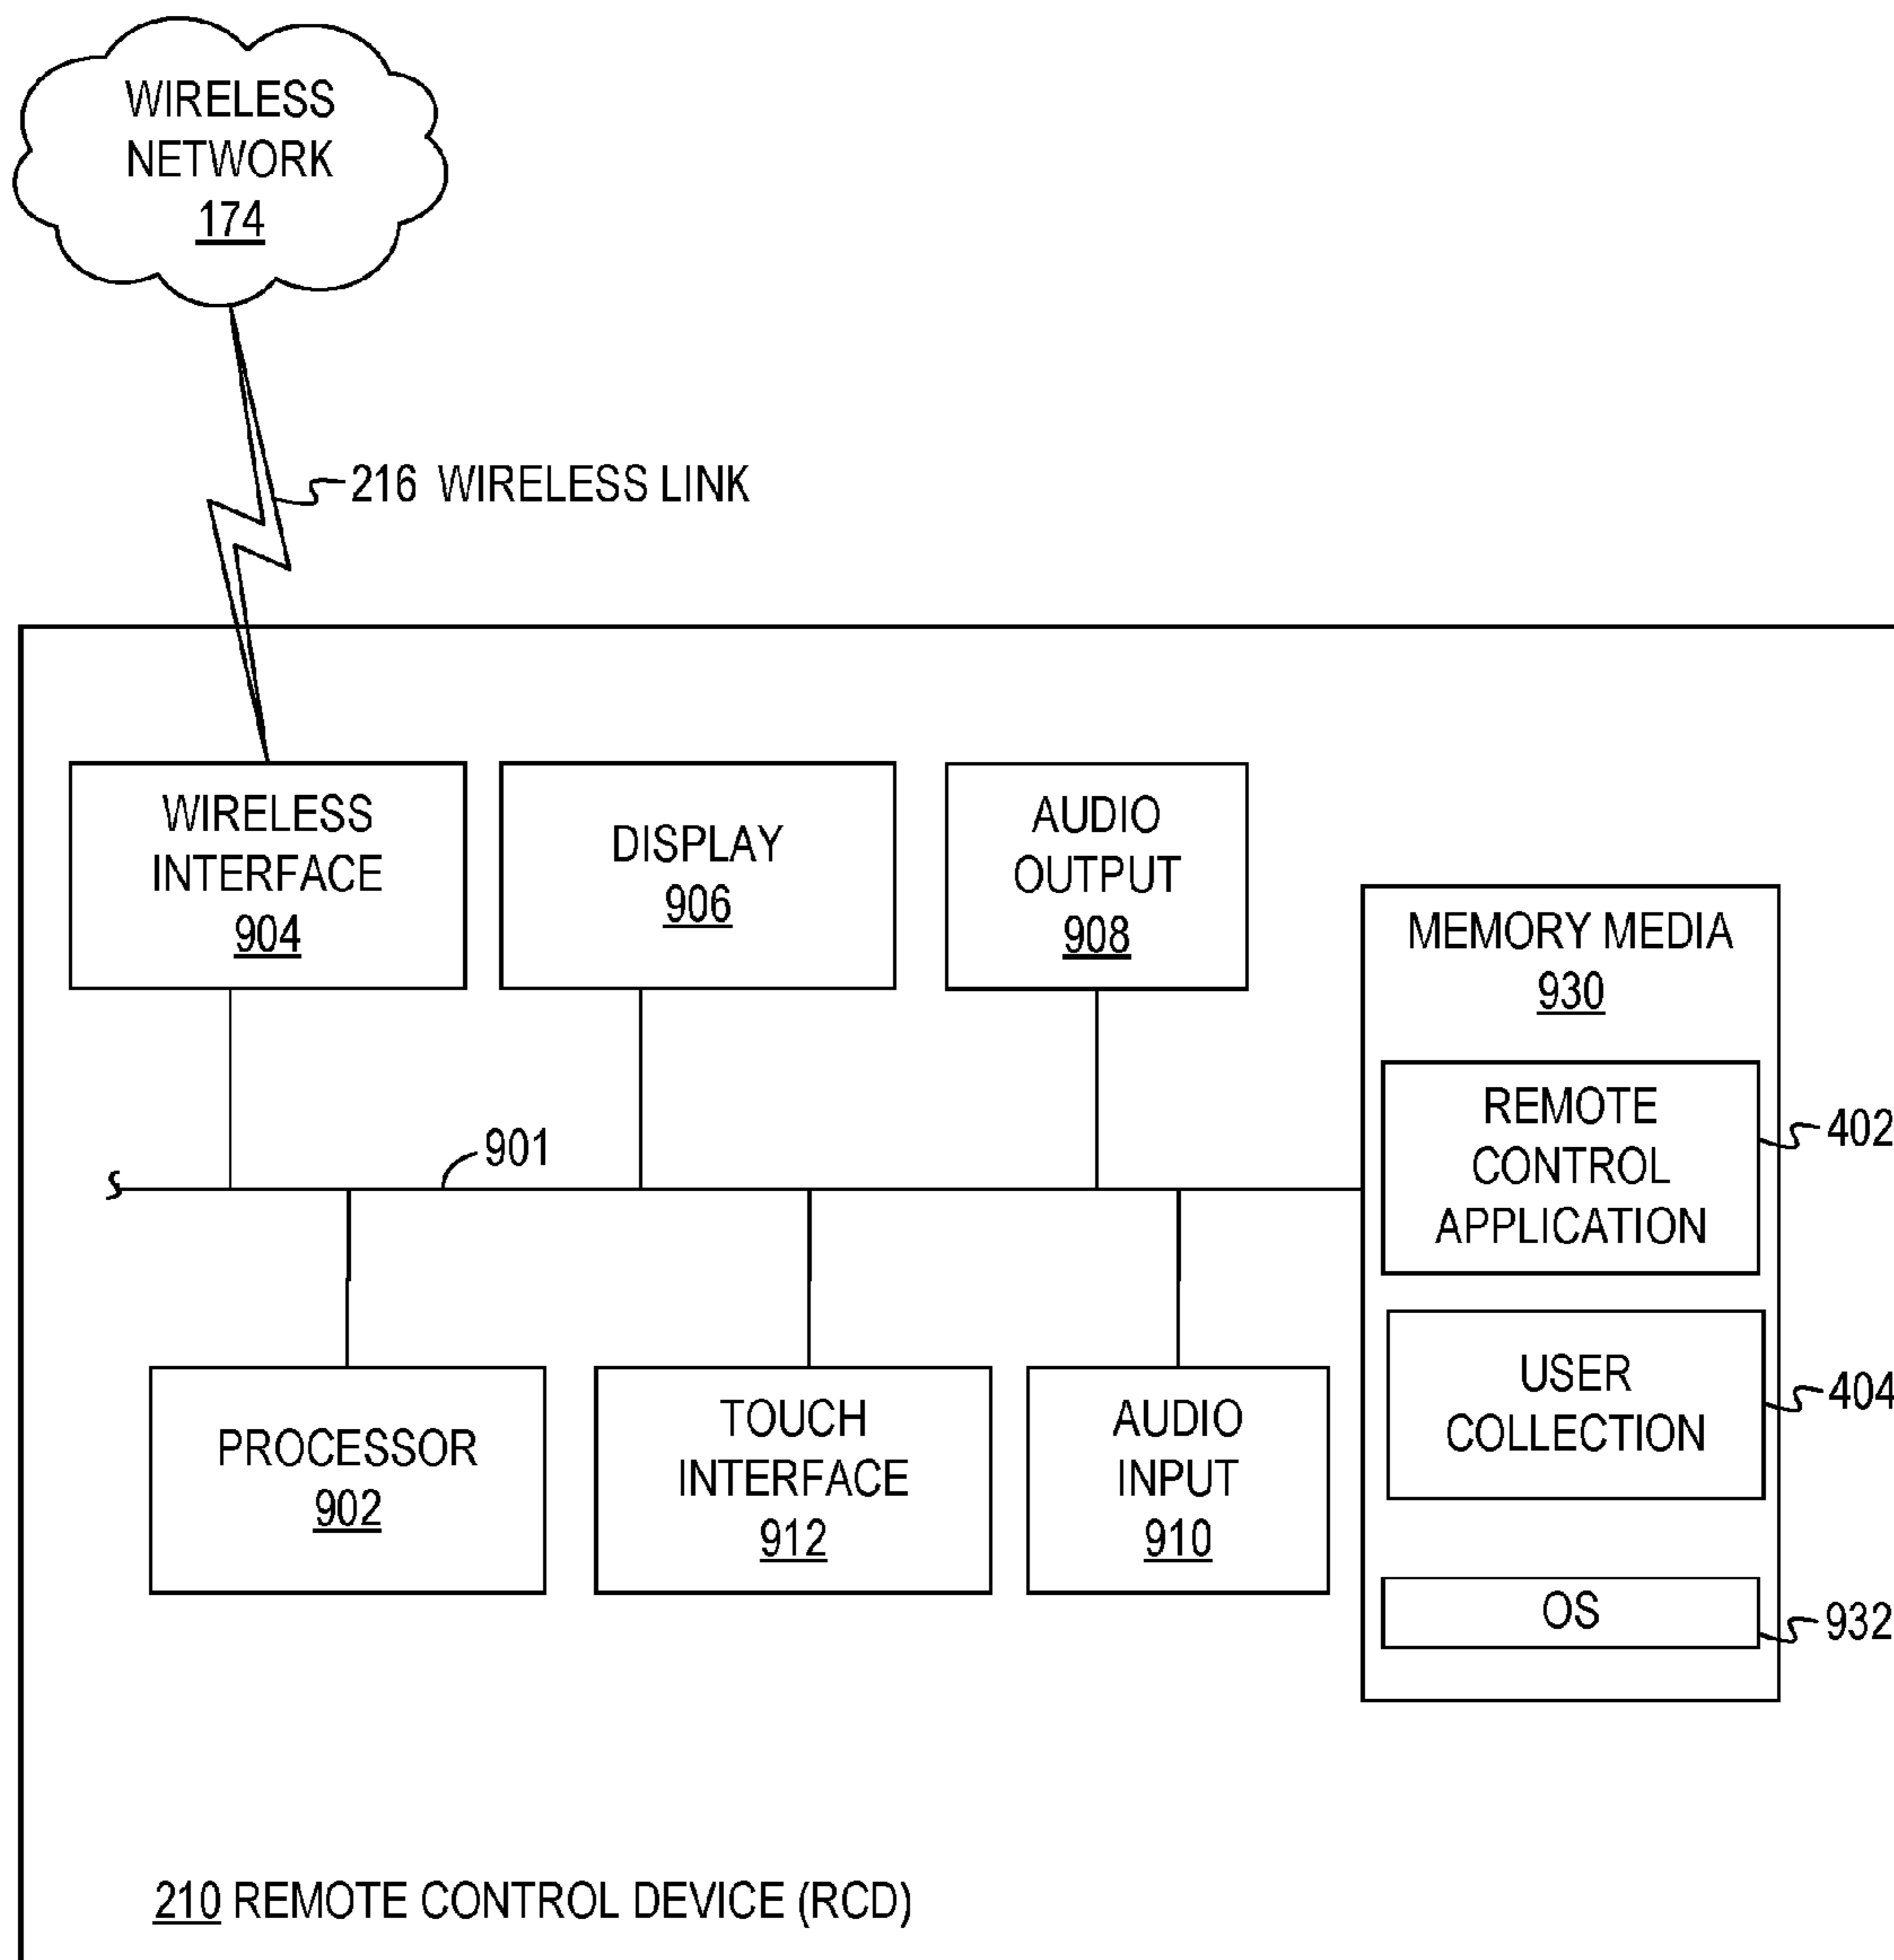 WIRELESS
NETWORK
174
216 WIRELESS LINK
WIRELESS
INTERFACE
904
DISPLAY
906
AUDIO
OUTPUT
908
MEMORY MEDIA
930
REMOTE
CONTROL
APPLICATION
402
901
USER
COLLECTION
404
PROCESSOR
902
TOUCH
INTERFACE
912
AUDIO
INPUT
910
OS
932
210 REMOTE CONTROL DEVICE (RCD)